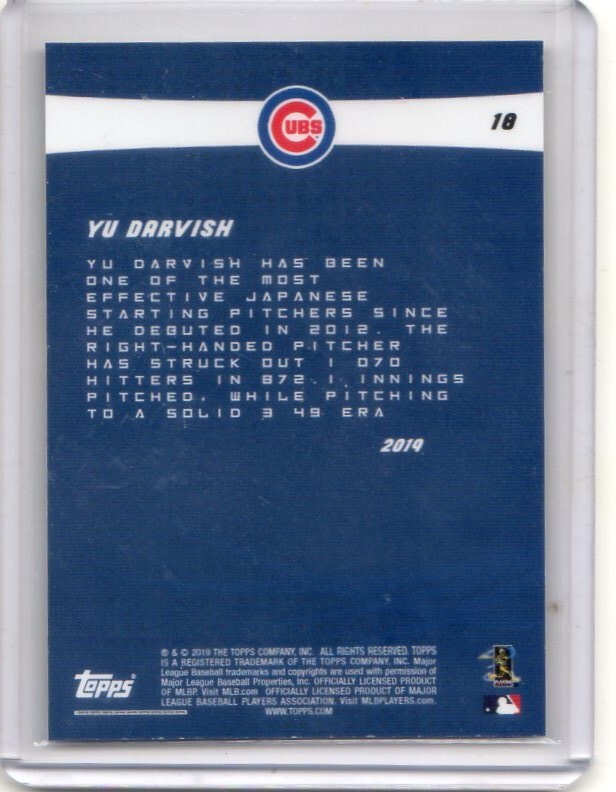 CUBS
18
YU DARVISH
YU DARVISH HAS BEEN
ONE OF THE MOST
EFFECTIVE JAPANESE
STARTING PITCHERS SINCE
HE DEBUTED IN 2012. THE
RIGHT-HANDED PITCHER
HAS STRUCK OUT 1 070
HITTERS IN 872.1 INNINGS
PITCHED, WHILE PITCHING
TO A SOLID 3 49 ERA
2019
® & © 2019 THE TOPPS COMPANY, INC. ALL RIGHTS RESERVED. TOPPS
IS A REGISTERED TRADEMARK OF THE TOPPS COMPANY, INC. Major
League Baseball trademarks and copyrights are used with permission of
Major League Baseball Properties, Inc. OFFICIALLY LICENSED PRODUCT
OF MLBP. Visit MLB.com OFFICIALLY LICENSED PRODUCT OF MAJOR
LEAGUE BASEBALL PLAYERS ASSOCIATION. Visit MLBPLAYERS.com.
WWW.TOPPS.COM
topps®